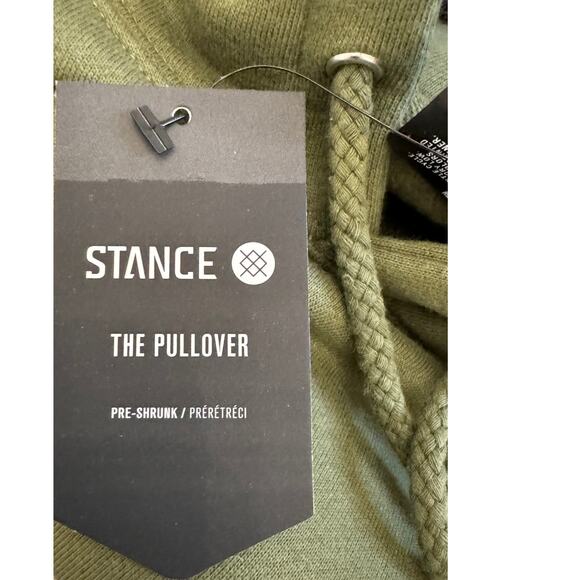 STANCE
THE PULLOVER
PRE-SHRUNK / PRÉRÉTRÉCI